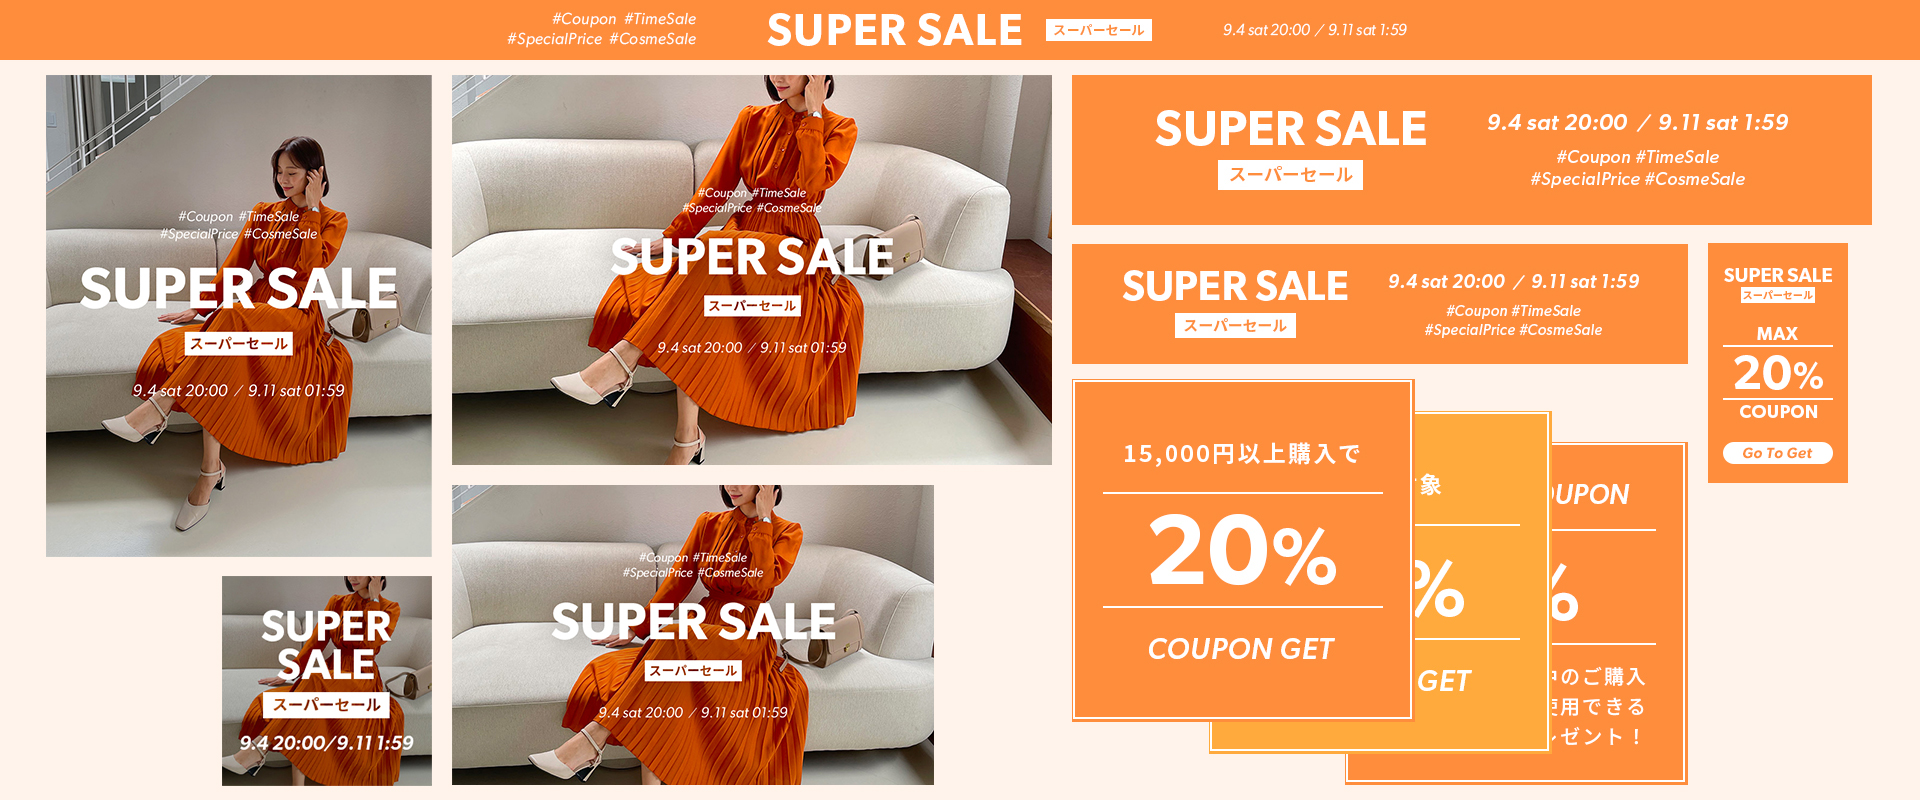 #Coupon #TimeSale
#SpecialPrice #CosmeSale
SUPER SALE
スーパーセール
9.4 sat 20:00 / 9.11 sat 1:59
#Coupon #TimeSale
#SpecialPrice #CosmeSale
SUPER SALE
スーパーセール
9.4 sat 20:00 / 9.11 sat 01:59
#Coupon #TimeSale
#SpecialPrice #CosmeSale
SUPER SALE
スーパーセール
9.4 sat 20:00 / 9.11 sat 01:59
SUPER SALE
スーパーセール
9.4 sat 20:00 / 9.11 sat 1:59
#Coupon #TimeSale
#SpecialPrice #CosmeSale
SUPER SALE
スーパーセール
9.4 sat 20:00 / 9.11 sat 1:59
#Coupon #TimeSale
#SpecialPrice #CosmeSale
SUPER SALE
スーパーセール
MAX
20%
COUPON
Go To Get
15,000円以上購入で
20%
COUPON GET
象
%
GET
OUPON
%
中のご購入
使用できる
レゼント！
SUPER
SALE
スーパーセール
9.4 20:00/9.11 1:59
#Coupon #TimeSale
#SpecialPrice #CosmeSale
SUPER SALE
スーパーセール
9.4 sat 20:00 / 9.11 sat 01:59